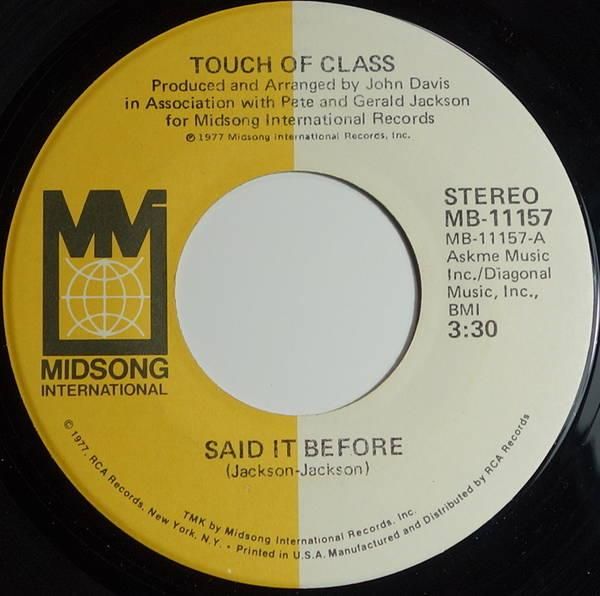 TOUCH OF CLASS
Produced and Arranged by John Davis
in Association with Pete and Gerald Jackson
for Midsong International Records
℗ 1977 Midsong International Records, Inc.
MMI
MIDSONG
INTERNATIONAL
STEREO
MB-11157
MB-11157-A
Askme Music
Inc./Diagonal
Music, Inc.,
BMI
3:30
SAID IT BEFORE
(Jackson-Jackson)
© 1977, RCA Records, New York, N.Y. • Printed in U.S.A. Manufactured and Distributed by RCA Records
TMK by Midsong International Records, Inc.